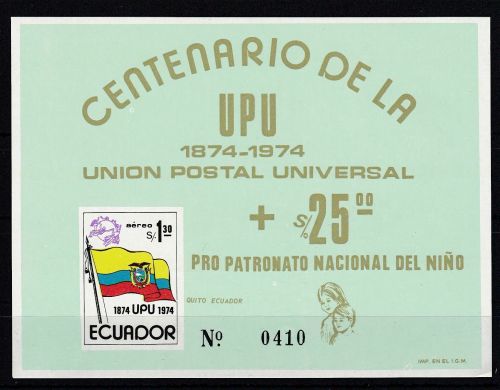 CENTENARIO DE LA
UPU
1874-1974
UNION POSTAL UNIVERSAL
+ S/. 25 00
PRO PATRONATO NACIONAL DEL NIÑO
aéreo
S/. 1 30
1874 UPU 1974
ECUADOR
QUITO ECUADOR
Nº 0410
IMP. EN EL I.G.M.